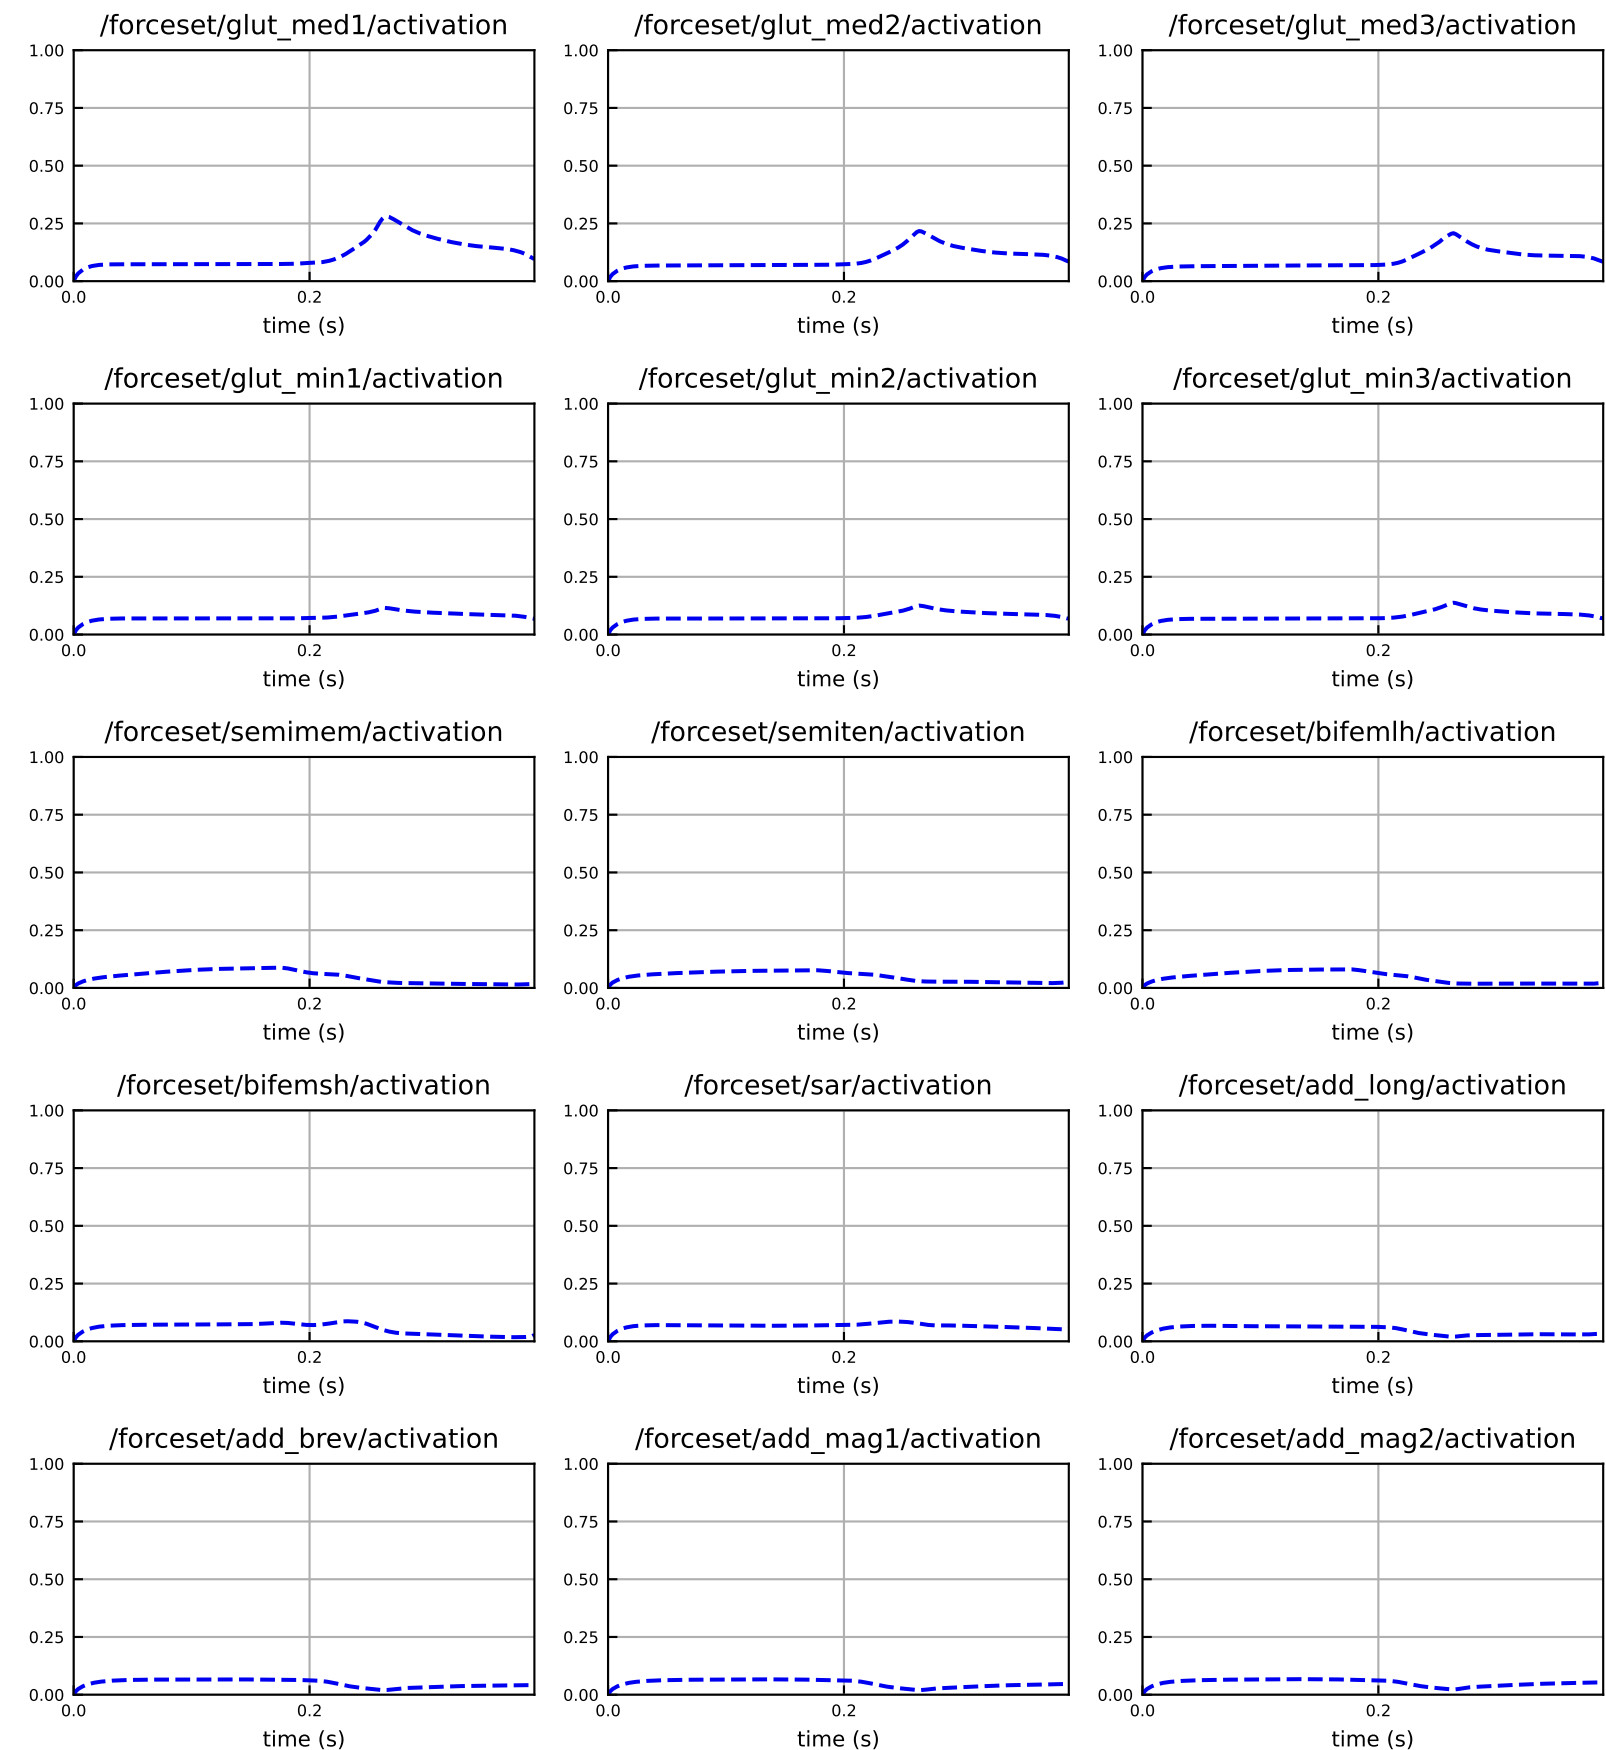 /forceset/glut_med1/activation
/forceset/glut_med2/activation
/forceset/glut_med3/activation
1.00 1.00 1.00
0.75 0.75 0.75
0.50 0.50 0.50
0.25 0.25 0.25
0.00 0.00 0.00
0.0 0.2 0.0 0.2 0.0 0.2
time (s) time (s) time (s)
/forceset/glut_min1/activation
/forceset/glut_min2/activation
/forceset/glut_min3/activation
1.00 1.00 1.00
0.75 0.75 0.75
0.50 0.50 0.50
0.25 0.25 0.25
0.00 0.00 0.00
0.0 0.2 0.0 0.2 0.0 0.2
time (s) time (s) time (s)
/forceset/semimem/activation
/forceset/semiten/activation
/forceset/bifemlh/activation
1.00 1.00 1.00
0.75 0.75 0.75
0.50 0.50 0.50
0.25 0.25 0.25
0.00 0.00 0.00
0.0 0.2 0.0 0.2 0.0 0.2
time (s) time (s) time (s)
/forceset/bifemsh/activation
/forceset/sar/activation
/forceset/add_long/activation
1.00 1.00 1.00
0.75 0.75 0.75
0.50 0.50 0.50
0.25 0.25 0.25
0.00 0.00 0.00
0.0 0.2 0.0 0.2 0.0 0.2
time (s) time (s) time (s)
/forceset/add_brev/activation
/forceset/add_mag1/activation
/forceset/add_mag2/activation
1.00 1.00 1.00
0.75 0.75 0.75
0.50 0.50 0.50
0.25 0.25 0.25
0.00 0.00 0.00
0.0 0.2 0.0 0.2 0.0 0.2
time (s) time (s) time (s)